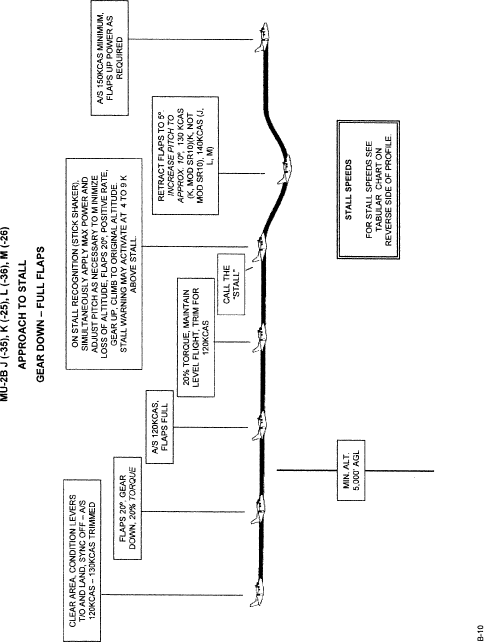 MU-2B J (-35), K (-25), L (-36), M (-26)
APPROACH TO STALL
GEAR DOWN – FULL FLAPS
CLEAR AREA, CONDITION LEVERS
T/O AND LAND, SYNC OFF – A/S
120KCAS – 130KCAS TRIMMED
FLAPS 20º, GEAR
DOWN, 20% TORQUE
A/S 120KCAS,
FLAPS FULL
20% TORQUE, MAINTAIN
LEVEL FLIGHT, TRIM FOR
120KCAS
CALL THE
"STALL"
ON STALL RECOGNITION (STICK SHAKER),
SIMULTANEOUSLY APPLY MAX POWER AND
ADJUST PITCH AS NECESSARY TO MINIMIZE
LOSS OF ALTITUDE, FLAPS 20º, POSITIVE RATE,
GEAR UP, CLIMB TO ORIGINAL ALTITUDE.
STALL WARNING MAY ACTIVATE AT 4 TO 9 K
ABOVE STALL.
RETRACT FLAPS TO 5º.
INCREASE PITCH TO
APPROX. 10º, 130 KCAS
(K, MOD SR10)(K, NOT
MOD SR10), 140KCAS (J,
L, M)
A/S 150KCAS MINIMUM,
FLAPS UP POWER AS
REQUIRED
MIN. ALT.
5,000' AGL
STALL SPEEDS
FOR STALL SPEEDS SEE
TABULAR CHART ON
REVERSE SIDE OF PROFILE.
B-10